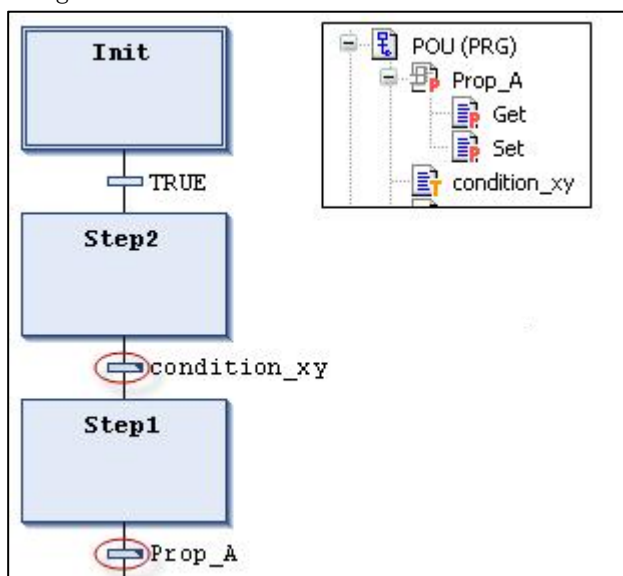 Init
TRUE
Step2
condition_xy
Step1
Prop_A
POU (PRG)
Prop_A
Get
Set
condition_xy